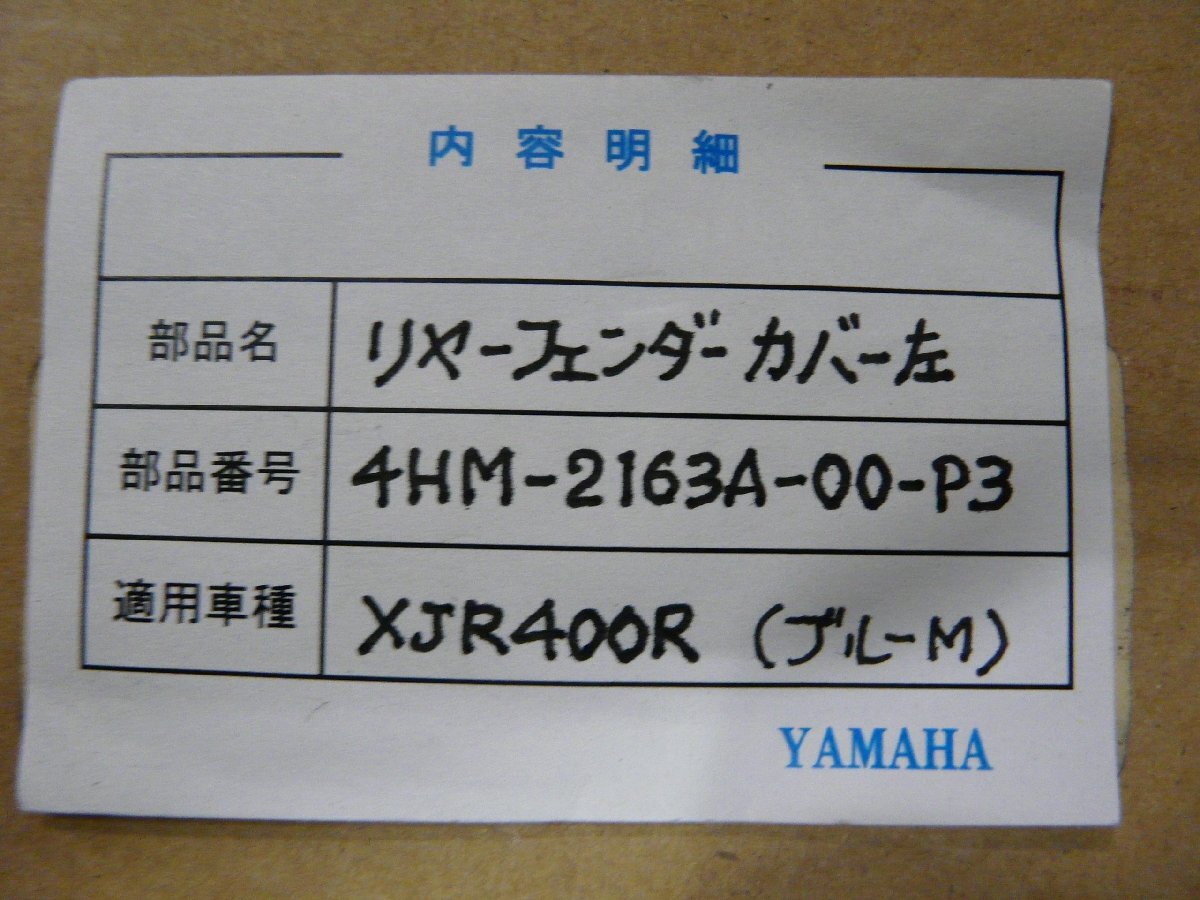 内容明細
部品名 リヤーフェンダーカバー左
部品番号 4HM-2163A-00-P3
適用車種 XJR400R (ブルーM)
YAMAHA